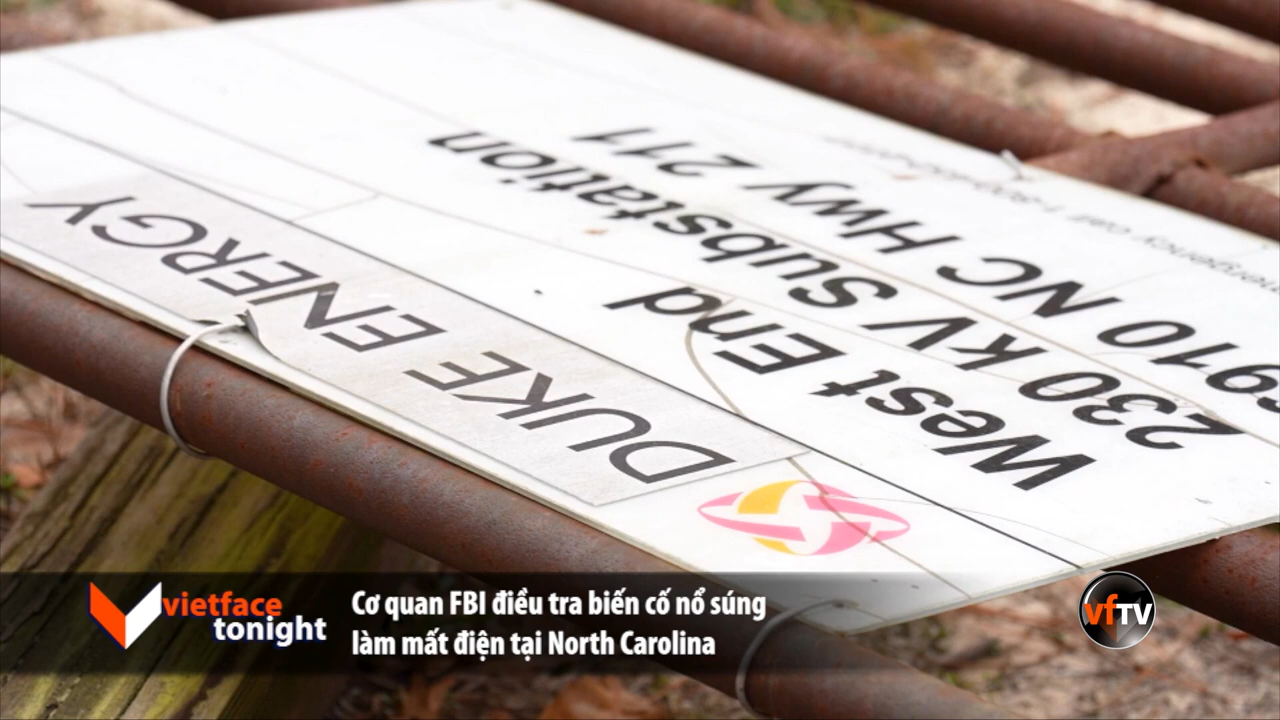 DUKE ENERGY
West End
230 kV Substation
6910 NC Hwy 211
vietface
tonight
Cơ quan FBI điều tra biến cố nổ súng
làm mất điện tại North Carolina
vfTV